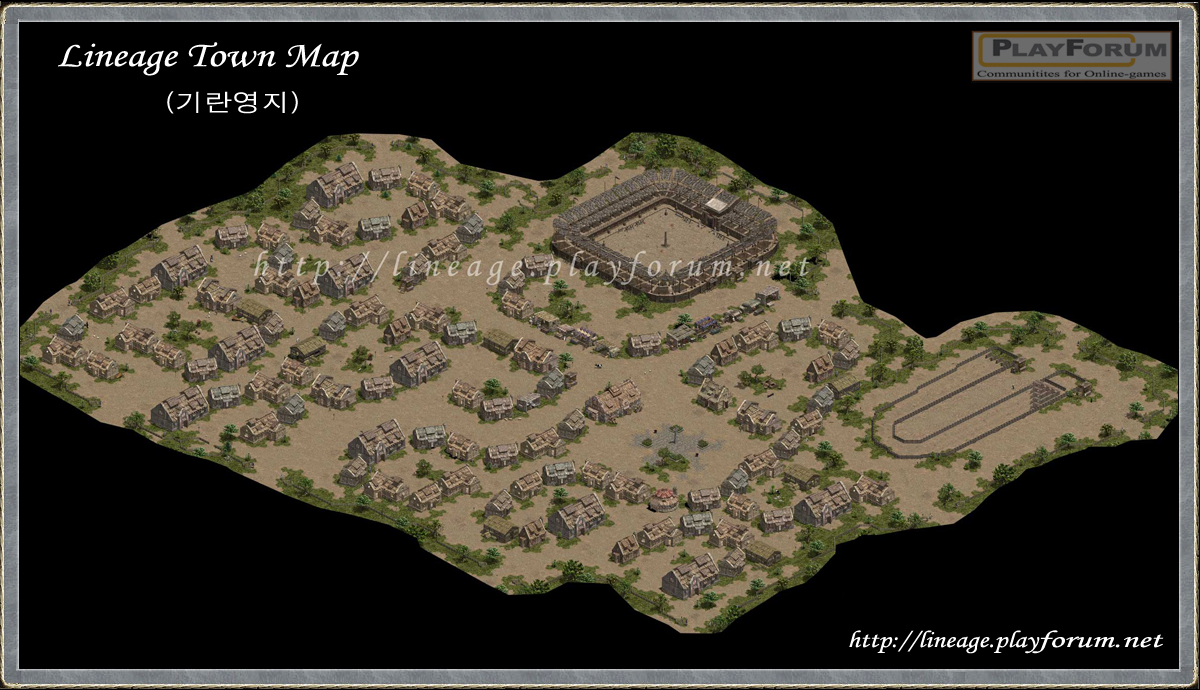 Lineage Town Map
(기란영지)
PLAYFORUM
Communitites for Online-games
http://lineage.playforum.net
http://lineage.playforum.net